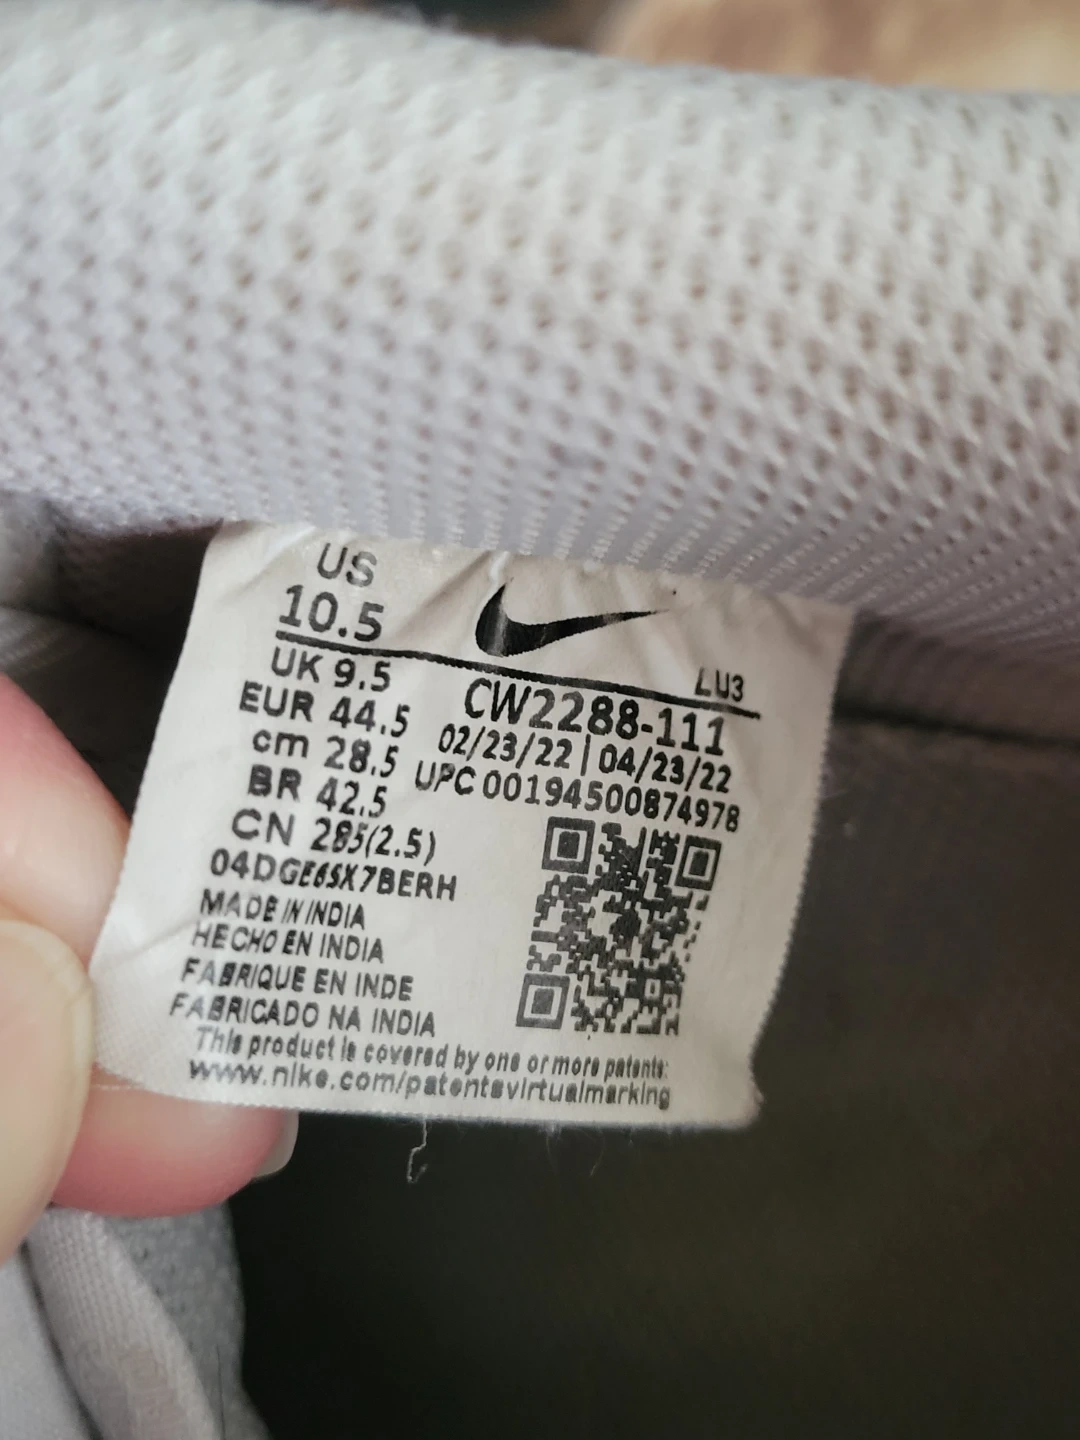 US
10.5
LU3
UK 9.5
EUR 44.5
cm 28.5
BR 42.5
CN 285(2.5)
CW2288-111
02/23/22 | 04/23/22
UPC 00194500874978
04DGE6SX7BERH
MADE IN INDIA
HECHO EN INDIA
FABRIQUE EN INDE
FABRICADO NA INDIA
This product is covered by one or more patents:
www.nike.com/patentsvirtualmarking